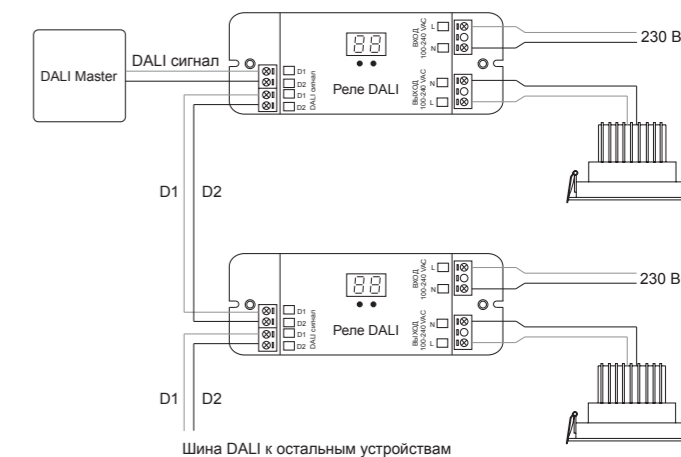 DALI Master
DALI сигнал
D1
D2
D1
D2
DALI сигнал
88
Реле DALI
L
N
ВХОД
100-240 VAC
N
L
ВЫХОД
100-240 VAC
230 В
D1
D2
D1
D2
D1
D2
DALI сигнал
88
Реле DALI
L
N
ВХОД
100-240 VAC
N
L
ВЫХОД
100-240 VAC
230 В
D1
D2
Шина DALI к остальным устройствам